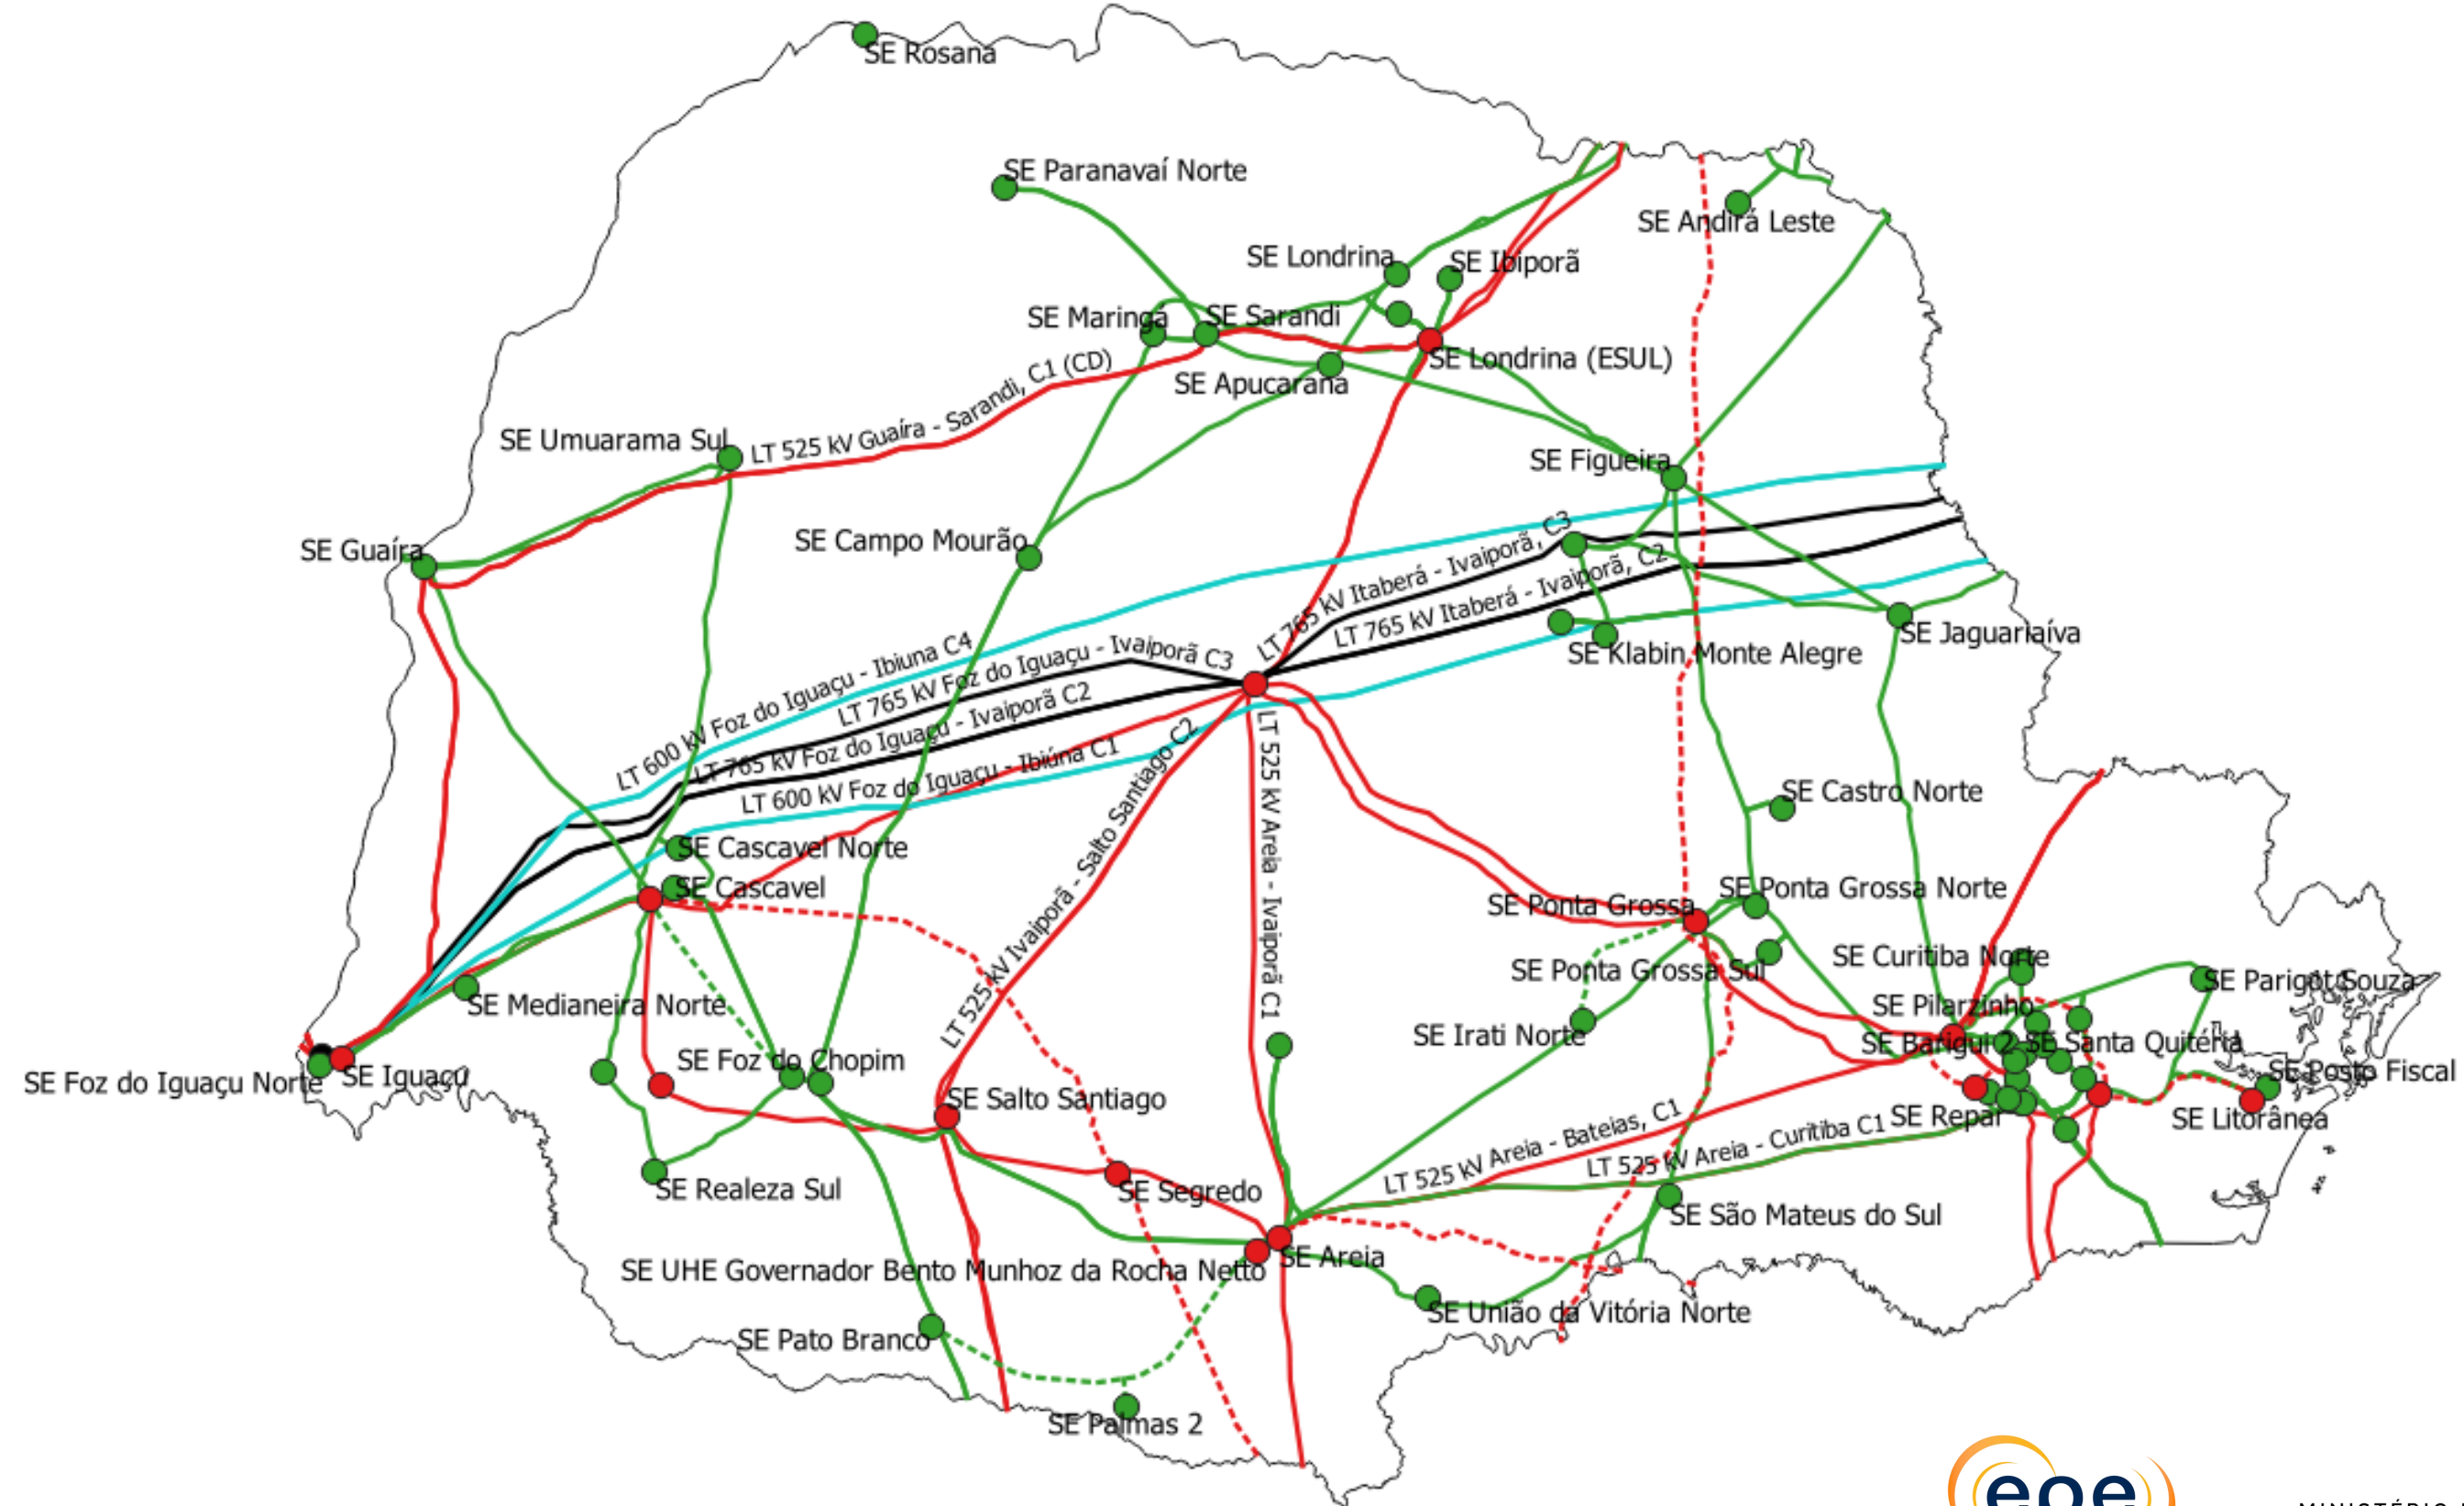 SE Rosana
SE Paranavaí Norte
SE Andirá Leste
SE Londrina
SE Ibiporã
SE Maringá
SE Sarandi
SE Londrina (ESUL)
SE Apucarana
LT 525 kV Guaíra - Sarandi, C1 (CD)
SE Umuarama Sul
SE Figueira
SE Guaíra
SE Campo Mourão
LT 765 kV Itaberá - Ivaiporã, C3
LT 765 kV Itaberá - Ivaiporã, C2
SE Jaguariaíva
SE Klabin Monte Alegre
LT 600 kV Foz do Iguaçu - Ibiuna C4
LT 765 kV Foz do Iguaçu - Ivaiporã C3
LT 765 kV Foz do Iguaçu - Ivaiporã C2
LT 600 kV Foz do Iguaçu - Ibiúna C1
LT 525 kV Ivaiporã - Salto Santiago C2
LT 525 kV Areia - Ivaiporã C1
SE Castro Norte
SE Cascavel Norte
SE Cascavel
SE Ponta Grossa Norte
SE Ponta Grossa
SE Ponta Grossa Sul
SE Curitiba Norte
SE Parigot Souza
SE Medianeira Norte
SE Pilarzinho
SE Irati Norte
SE Barigui 2
SE Santa Quitéria
SE Foz do Chopim
SE Iguaçu
SE Foz do Iguaçu Norte
SE Posto Fiscal
SE Salto Santiago
SE Repar
SE Litorânea
LT 525 kV Areia - Bateias, C1
LT 525 kV Areia - Curitiba C1
SE Realeza Sul
SE Segredo
SE São Mateus do Sul
SE Areia
SE UHE Governador Bento Munhoz da Rocha Netto
SE União da Vitória Norte
SE Pato Branco
SE Palmas 2
epe